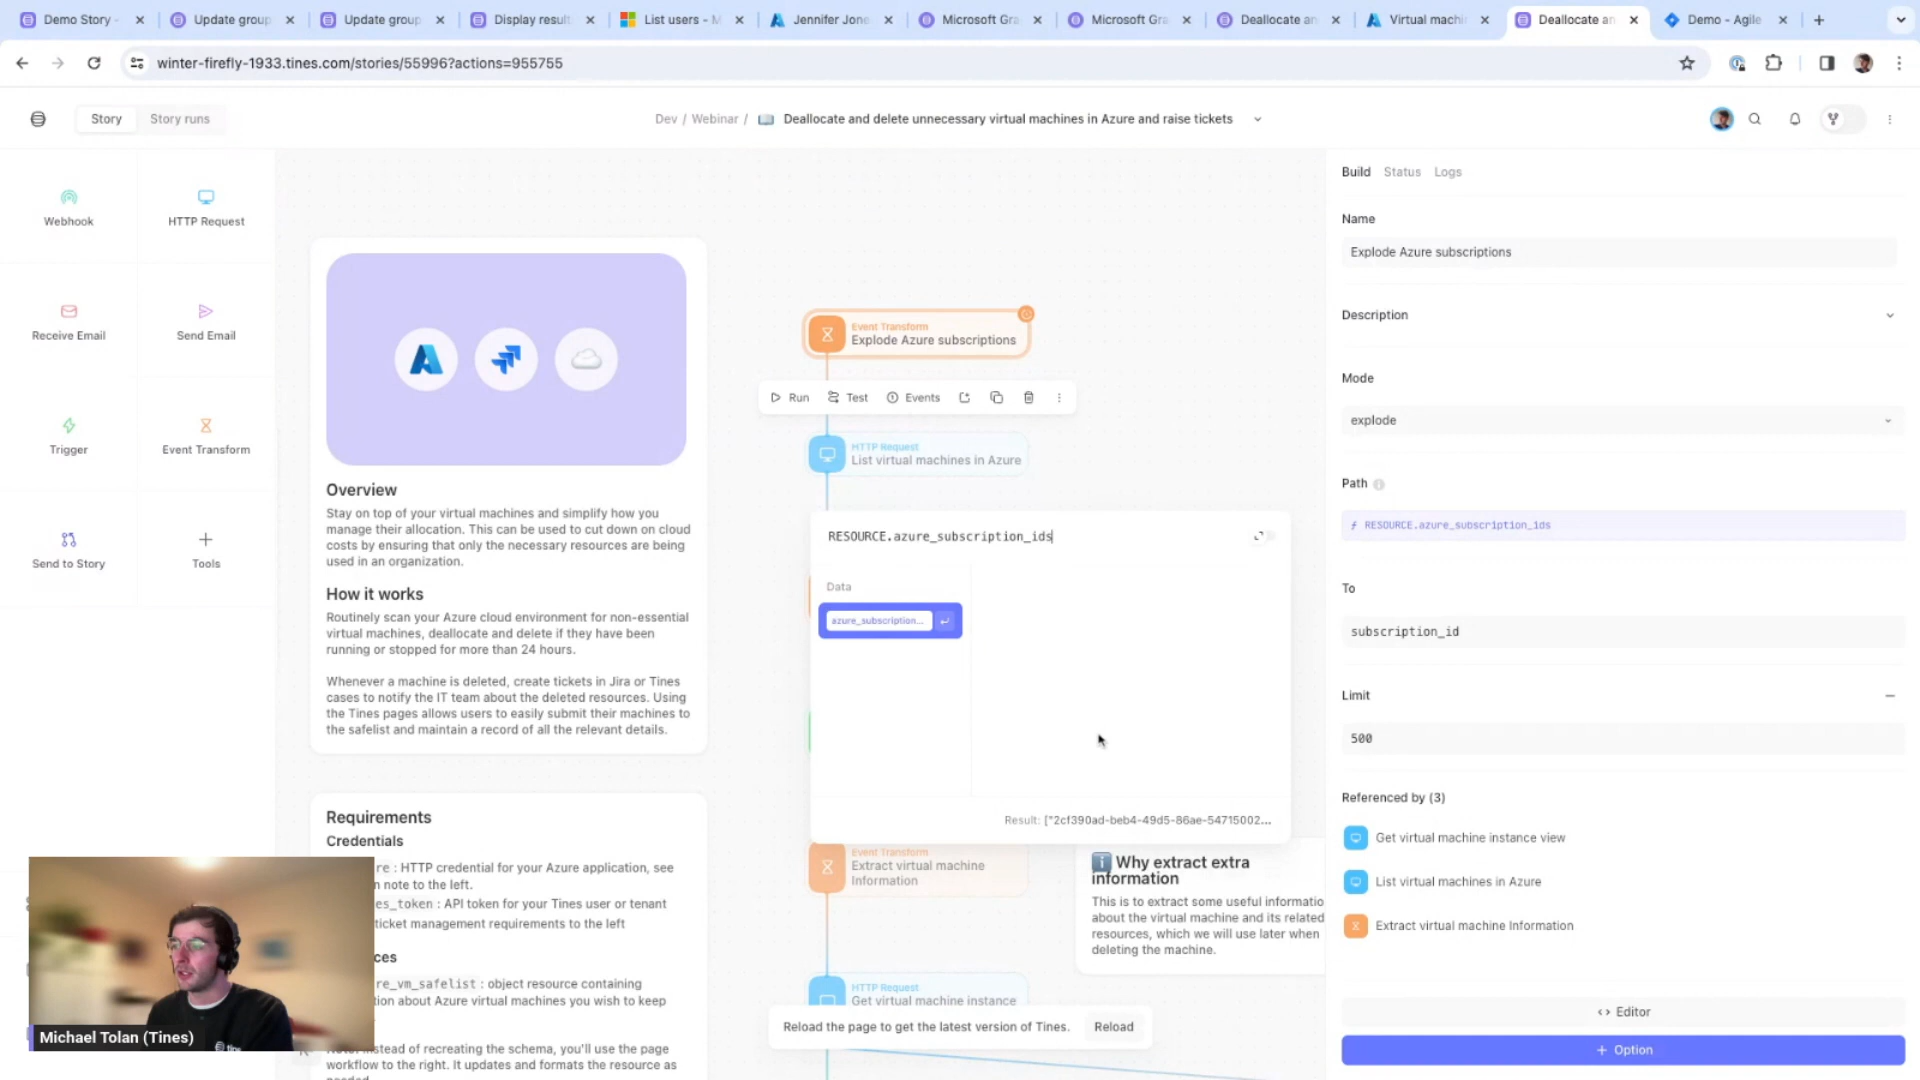 Demo Story -
Update group
Update group
Display result
List users - M
Jennifer Jone
Microsoft Gra
Microsoft Gra
Deallocate an
Virtual machi
Deallocate an
Demo - Agile
winter-firefly-1933.tines.com/stories/55996?actions=955755
Story
Story runs
Dev / Webinar /
Deallocate and delete unnecessary virtual machines in Azure and raise tickets
Webhook
HTTP Request
Receive Email
Send Email
Trigger
Event Transform
Send to Story
Tools
Overview
Stay on top of your virtual machines and simplify how you
manage their allocation. This can be used to cut down on cloud
costs by ensuring that only the necessary resources are being
used in an organization.
How it works
Routinely scan your Azure cloud environment for non-essential
virtual machines, deallocate and delete if they have been
running or stopped for more than 24 hours.
Whenever a machine is deleted, create tickets in Jira or Tines
cases to notify the IT team about the deleted resources. Using
the Tines pages allows users to easily submit their machines to
the safelist and maintain a record of all the relevant details.
Requirements
Credentials
re : HTTP credential for your Azure application, see
n note to the left.
es_token : API token for your Tines user or tenant
ticket management requirements to the left
ces
re_vm_safelist : object resource containing
tion about Azure virtual machines you wish to keep
instead of recreating the schema, you'll use the page
workflow to the right. It updates and formats the resource as
Michael Tolan (Tines)
Event Transform
Explode Azure subscriptions
Run
Test
Events
HTTP Request
List virtual machines in Azure
RESOURCE.azure_subscription_ids
Data
azure_subscription...
Result: ["2cf390ad-beb4-49d5-86ae-54715002...
Event Transform
Extract virtual machine
Information
Why extract extra
information
This is to extract some useful informatio
about the virtual machine and its related
resources, which we will use later when
deleting the machine.
HTTP Request
Get virtual machine instance
Reload the page to get the latest version of Tines.
Reload
Build
Status
Logs
Name
Explode Azure subscriptions
Description
Mode
explode
Path
RESOURCE.azure_subscription_ids
To
subscription_id
Limit
500
Referenced by (3)
Get virtual machine instance view
List virtual machines in Azure
Extract virtual machine Information
<> Editor
+ Option